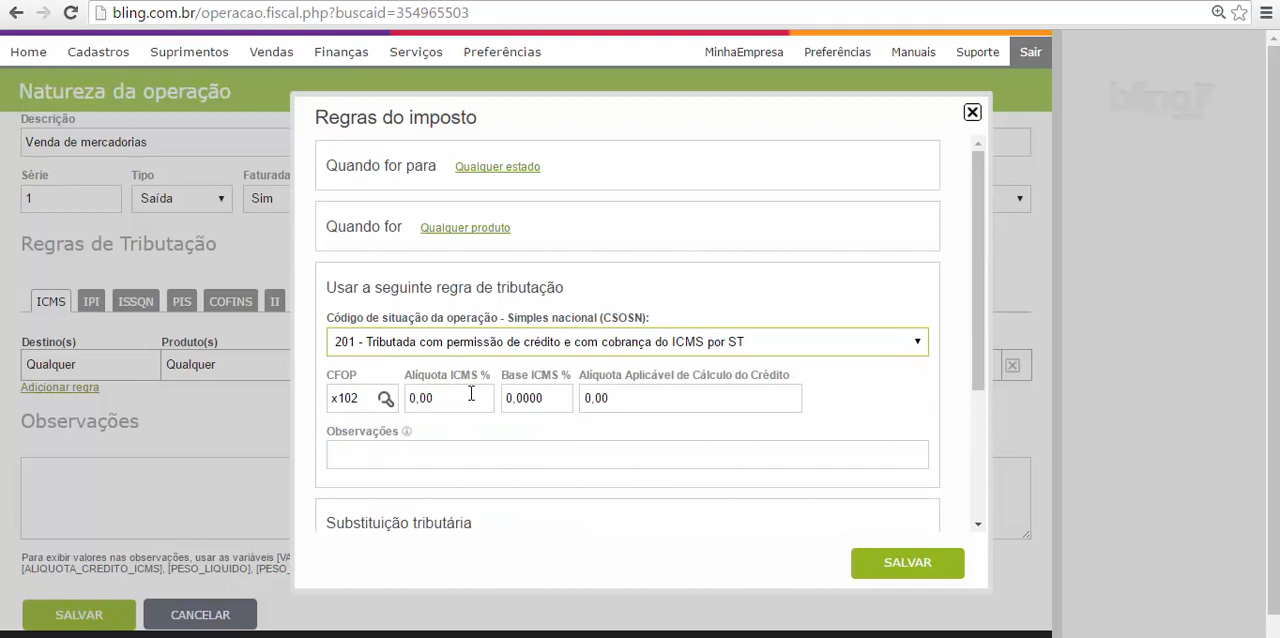 bling.com.br/operacao.fiscal.php?buscaid=354965503
Home Cadastros Suprimentos Vendas Finanças Serviços Preferências MinhaEmpresa Preferências Manuais Suporte Sair
Natureza da operação
bling!
Descrição
Venda de mercadorias
Série Tipo Faturada
1 Saída Sim
Regras de Tributação
ICMS IPI ISSQN PIS COFINS II
Destino(s) Produto(s)
Qualquer Qualquer
Adicionar regra
Observações
Para exibir valores nas observações, usar as variáveis [VA
[ALIQUOTA_CREDITO_ICMS], [PESO_LIQUIDO], [PES
SALVAR CANCELAR
Regras do imposto
Quando for para Qualquer estado
Quando for Qualquer produto
Usar a seguinte regra de tributação
Código de situação da operação - Simples nacional (CSOSN):
201 - Tributada com permissão de crédito e com cobrança do ICMS por ST
CFOP Alíquota ICMS % Base ICMS % Alíquota Aplicável de Cálculo do Crédito
x102 0,00 0,0000 0,00
Observações
Substituição tributária
SALVAR